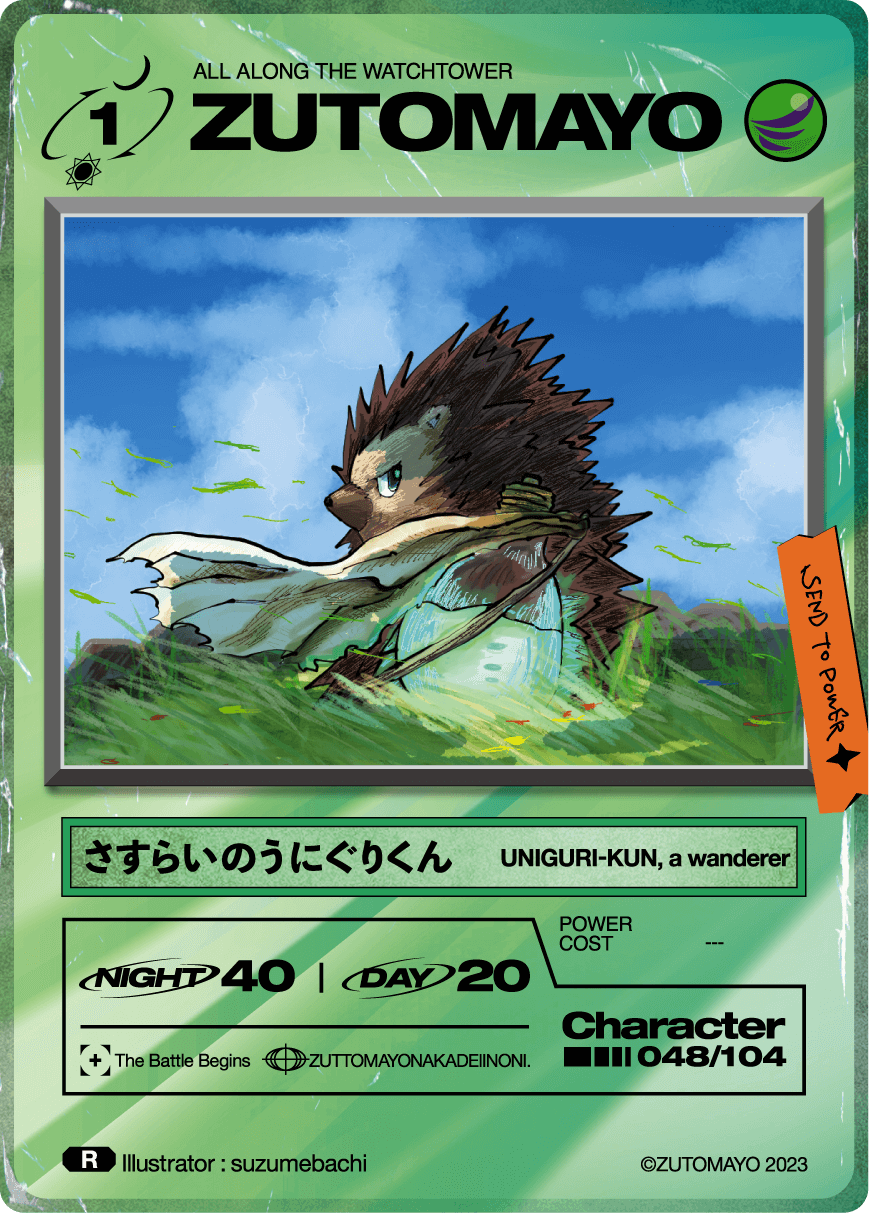 ALL ALONG THE WATCHTOWER
1
ZUTOMAYO
SEND TO POWER
さすらいのうにぐりくん
UNIGURI-KUN, a wanderer
POWER
COST ---
NIGHT 40 | DAY 20
Character
048/104
The Battle Begins
ZUTTOMAYONAKADEIINONI.
R Illustrator : suzumebachi
©ZUTOMAYO 2023